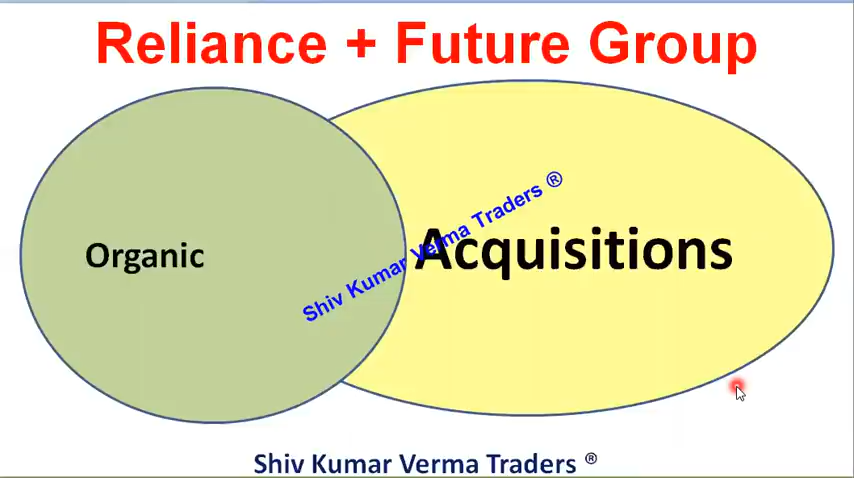 Reliance + Future Group
Organic
Acquisitions
Shiv Kumar Verma Traders ®
Shiv Kumar Verma Traders ®